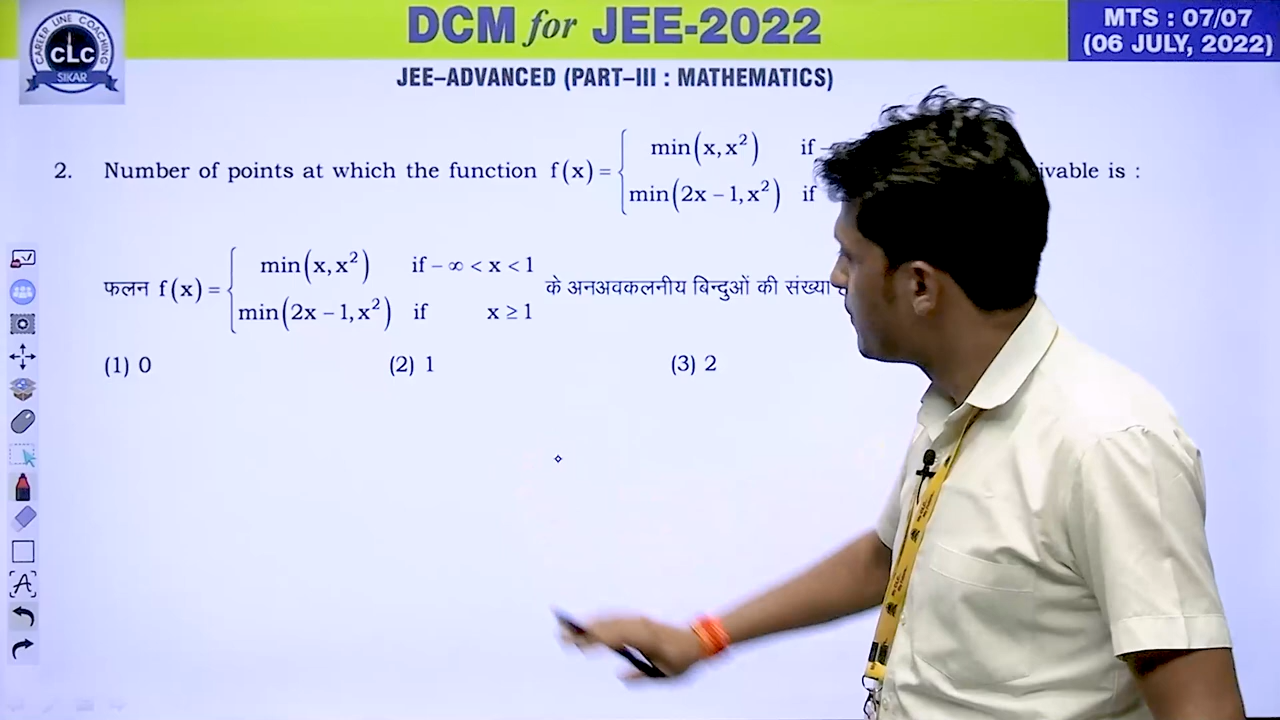 CAREER LINE COACHING
CLC
SIKAR
DCM for JEE-2022
MTS : 07/07
(06 JULY, 2022)
JEE–ADVANCED (PART–III : MATHEMATICS)
2. Number of points at which the function f(x) = { min(x, x²) if –
min(2x – 1, x²) if
is :
फलन f(x) = { min(x, x²) if – ∞ < x < 1
min(2x – 1, x²) if x ≥ 1
के अनअवकलनीय बिन्दुओं की संख्या
(1) 0 (2) 1 (3) 2